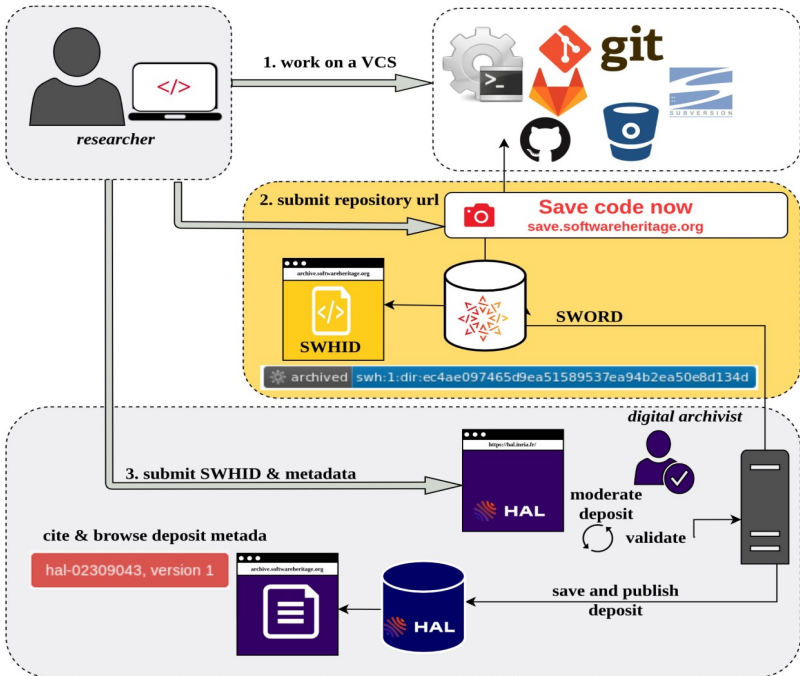 researcher
</>
1. work on a VCS
>_
git
SUBVERSION
2. submit repository url
Save code now
save.softwareheritage.org
archive.softwareheritage.org
</>
SWHID
SWORD
archived swh:1:dir:ec4ae097465d9ea51589537ea94b2ea50e8d134d
digital archivist
https://hal.inria.fr/
HAL
3. submit SWHID & metadata
moderate
deposit
validate
cite & browse deposit metada
hal-02309043, version 1
archive.softwareheritage.org
HAL
save and publish
deposit